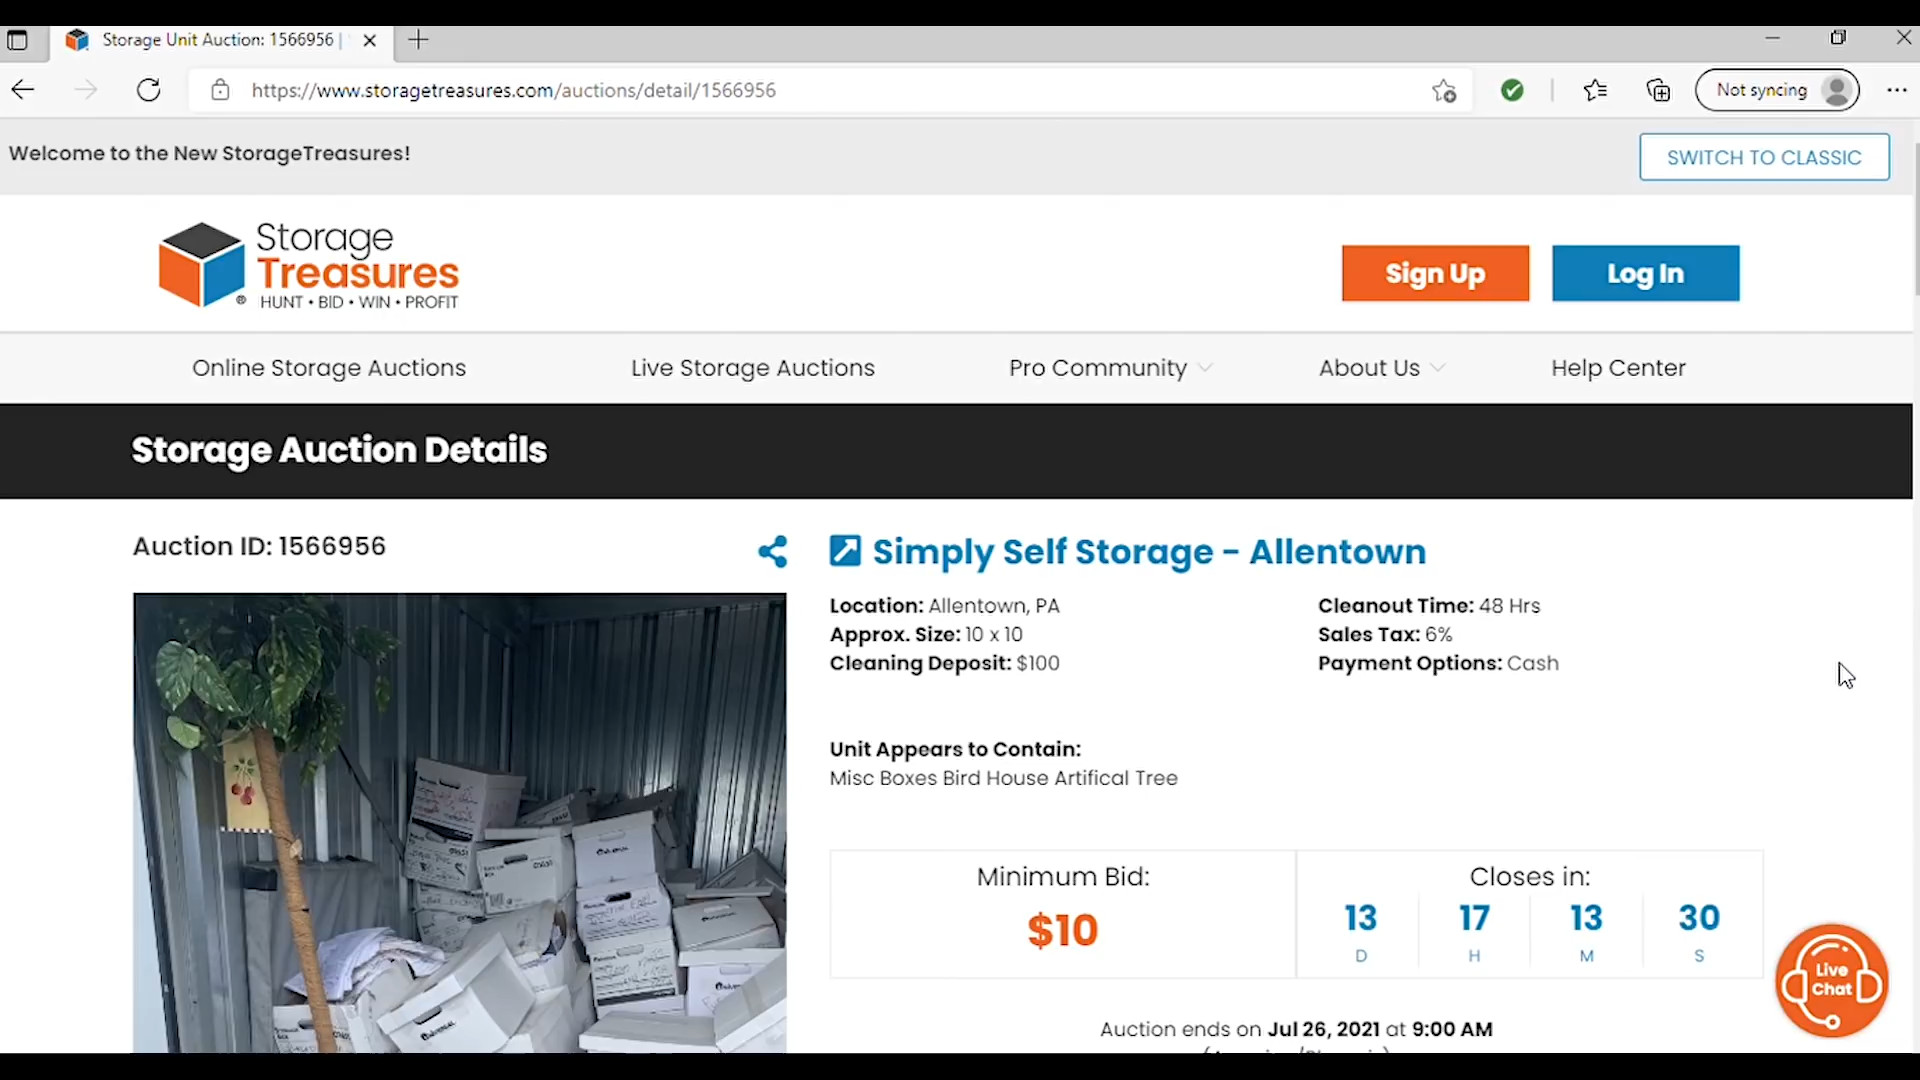 Storage Unit Auction: 1566956 |
https://www.storagetreasures.com/auctions/detail/1566956
Not syncing
Welcome to the New StorageTreasures!
SWITCH TO CLASSIC
Storage
Treasures
HUNT • BID • WIN • PROFIT
®
Sign Up
Log In
Online Storage Auctions
Live Storage Auctions
Pro Community
About Us
Help Center
Storage Auction Details
Auction ID: 1566956
Simply Self Storage - Allentown
Location: Allentown, PA
Approx. Size: 10 x 10
Cleaning Deposit: $100
Cleanout Time: 48 Hrs
Sales Tax: 6%
Payment Options: Cash
Unit Appears to Contain:
Misc Boxes Bird House Artifical Tree
Minimum Bid:
$10
Closes in:
13 17 13 30
D H M S
Live
Chat
Auction ends on Jul 26, 2021 at 9:00 AM